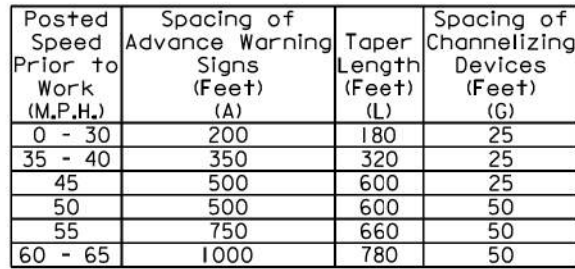 Posted Speed Prior to Work (M.P.H.) | Spacing of Advance Warning Signs (Feet) (A) | Taper Length (Feet) (L) | Spacing of Channelizing Devices (Feet) (G)
0 - 30 | 200 | 180 | 25
35 - 40 | 350 | 320 | 25
45 | 500 | 600 | 25
50 | 500 | 600 | 50
55 | 750 | 660 | 50
60 - 65 | 1000 | 780 | 50